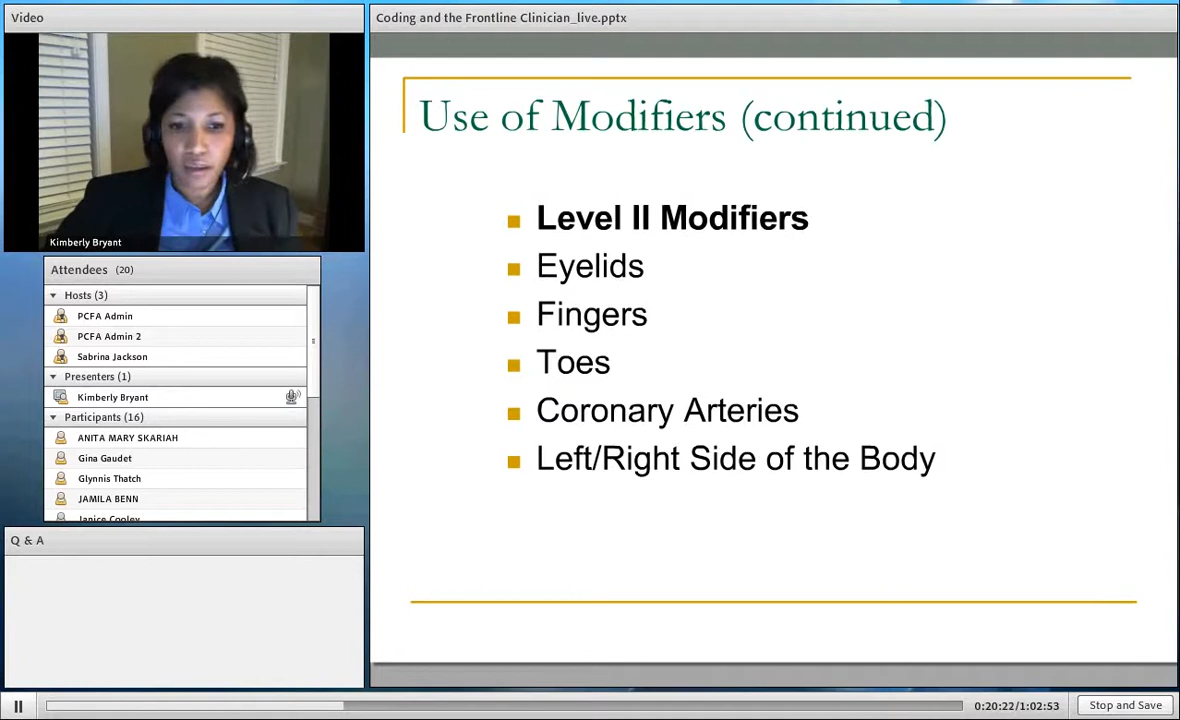 Video
Kimberly Bryant
Attendees (20)
Hosts (3)
PCFA Admin
PCFA Admin 2
Sabrina Jackson
Presenters (1)
Kimberly Bryant
Participants (16)
ANITA MARY SKARIAH
Gina Gaudet
Glynnis Thatch
JAMILA BENN
Janice Cooley
Q & A
Coding and the Frontline Clinician_live.pptx
Use of Modifiers (continued)
Level II Modifiers
Eyelids
Fingers
Toes
Coronary Arteries
Left/Right Side of the Body
0:20:22/1:02:53
Stop and Save